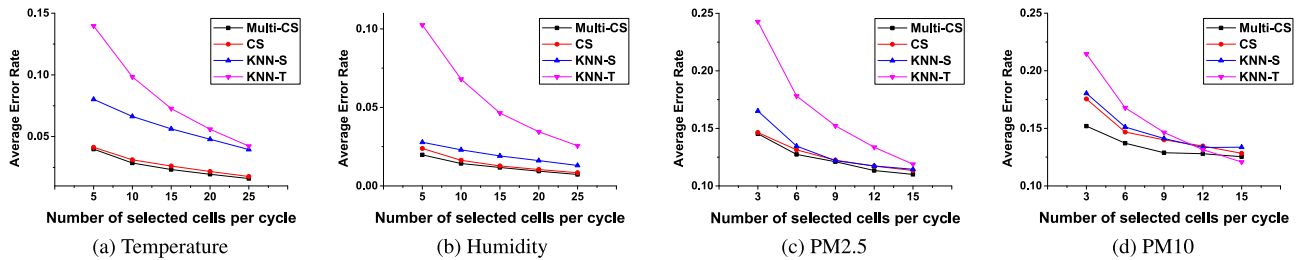 0.15
0.10
0.05
Average Error Rate
Multi-CS
CS
KNN-S
KNN-T
5 10 15 20 25
Number of selected cells per cycle
(a) Temperature
0.10
0.05
0.00
Average Error Rate
Multi-CS
CS
KNN-S
KNN-T
5 10 15 20 25
Number of selected cells per cycle
(b) Humidity
0.25
0.20
0.15
0.10
Average Error Rate
Multi-CS
CS
KNN-S
KNN-T
3 6 9 12 15
Number of selected cells per cycle
(c) PM2.5
0.25
0.20
0.15
0.10
Average Error Rate
Multi-CS
CS
KNN-S
KNN-T
3 6 9 12 15
Number of selected cells per cycle
(d) PM10